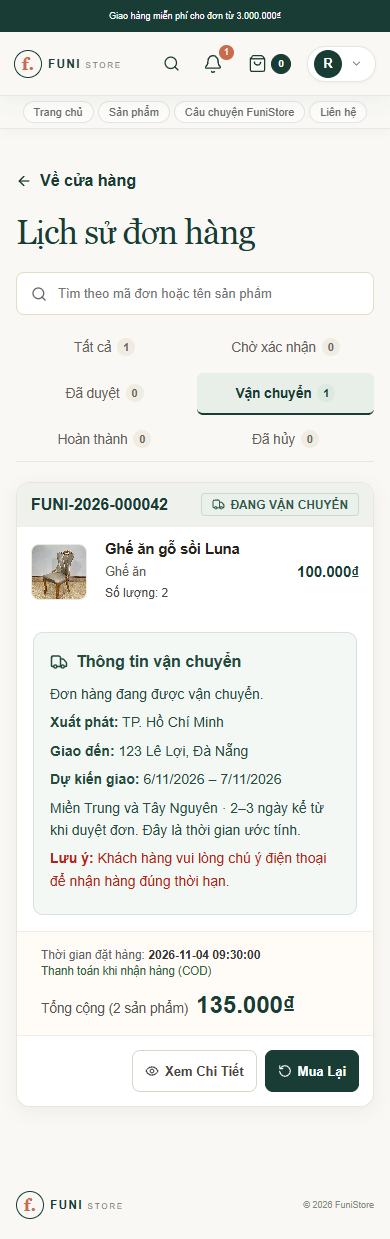 Giao hàng miễn phí cho đơn từ 3.000.000₫
f. FUNI STORE 1 0 R
Trang chủ Sản phẩm Câu chuyện FuniStore Liên hệ
← Về cửa hàng
Lịch sử đơn hàng
Tìm theo mã đơn hoặc tên sản phẩm
Tất cả 1 Chờ xác nhận 0
Đã duyệt 0 Vận chuyển 1
Hoàn thành 0 Đã hủy 0
FUNI-2026-000042 ĐANG VẬN CHUYỂN
Ghế ăn gỗ sồi Luna
Ghế ăn 100.000₫
Số lượng: 2
Thông tin vận chuyển
Đơn hàng đang được vận chuyển.
Xuất phát: TP. Hồ Chí Minh
Giao đến: 123 Lê Lợi, Đà Nẵng
Dự kiến giao: 6/11/2026 – 7/11/2026
Miền Trung và Tây Nguyên · 2–3 ngày kể từ
khi duyệt đơn. Đây là thời gian ước tính.
Lưu ý: Khách hàng vui lòng chú ý điện thoại
để nhận hàng đúng thời hạn.
Thời gian đặt hàng: 2026-11-04 09:30:00
Thanh toán khi nhận hàng (COD)
Tổng cộng (2 sản phẩm) 135.000₫
Xem Chi Tiết Mua Lại
f. FUNI STORE © 2026 FuniStore